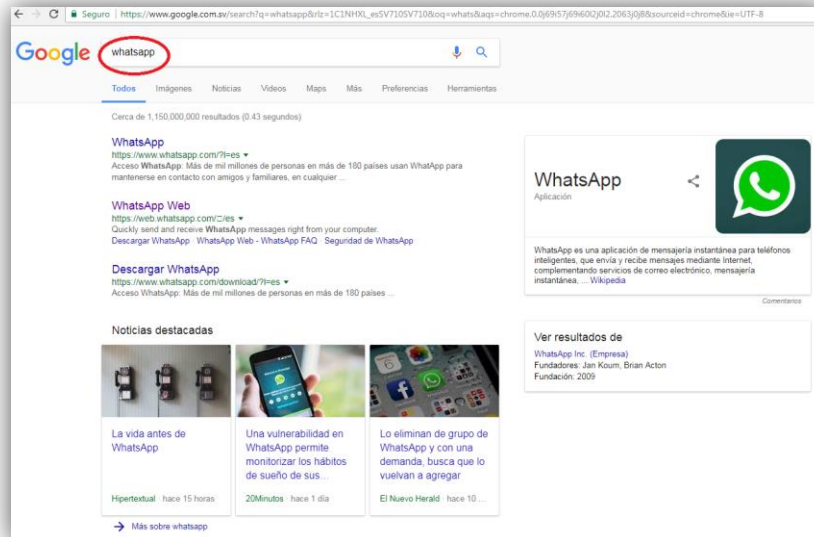 Seguro | https://www.google.com.sv/search?q=whatsapp&rlz=1C1NHXL_esSV710SV710&oq=whats&aqs=chrome.0.0j69i57j69i60l2j0l2.2063j0j8&sourceid=chrome&ie=UTF-8
Google
whatsapp
Todos Imágenes Noticias Videos Maps Más Preferencias Herramientas
Cerca de 1,150,000,000 resultados (0.43 segundos)
WhatsApp
https://www.whatsapp.com/?l=es
Acceso WhatsApp: Más de mil millones de personas en más de 180 países usan WhatApp para
mantenerse en contacto con amigos y familiares, en cualquier ...
WhatsApp Web
https://web.whatsapp.com/□/es
Quickly send and receive WhatsApp messages right from your computer.
Descargar WhatsApp · WhatsApp Web - WhatsApp FAQ · Seguridad de WhatsApp
Descargar WhatsApp
https://www.whatsapp.com/download/?l=es
Acceso WhatsApp: Más de mil millones de personas en más de 180 países ...
Noticias destacadas
La vida antes de
WhatsApp
Hipertextual · hace 15 horas
Una vulnerabilidad en
WhatsApp permite
monitorizar los hábitos
de sueño de sus...
20Minutos · hace 1 día
Lo eliminan de grupo de
WhatsApp y con una
demanda, busca que lo
vuelvan a agregar
El Nuevo Herald · hace 10 ...
Más sobre whatsapp
WhatsApp
Aplicación
WhatsApp es una aplicación de mensajería instantánea para teléfonos
inteligentes, que envía y recibe mensajes mediante Internet,
complementando servicios de correo electrónico, mensajería
instantánea, ... Wikipedia
Comentarios
Ver resultados de
WhatsApp Inc. (Empresa)
Fundadores: Jan Koum, Brian Acton
Fundación: 2009